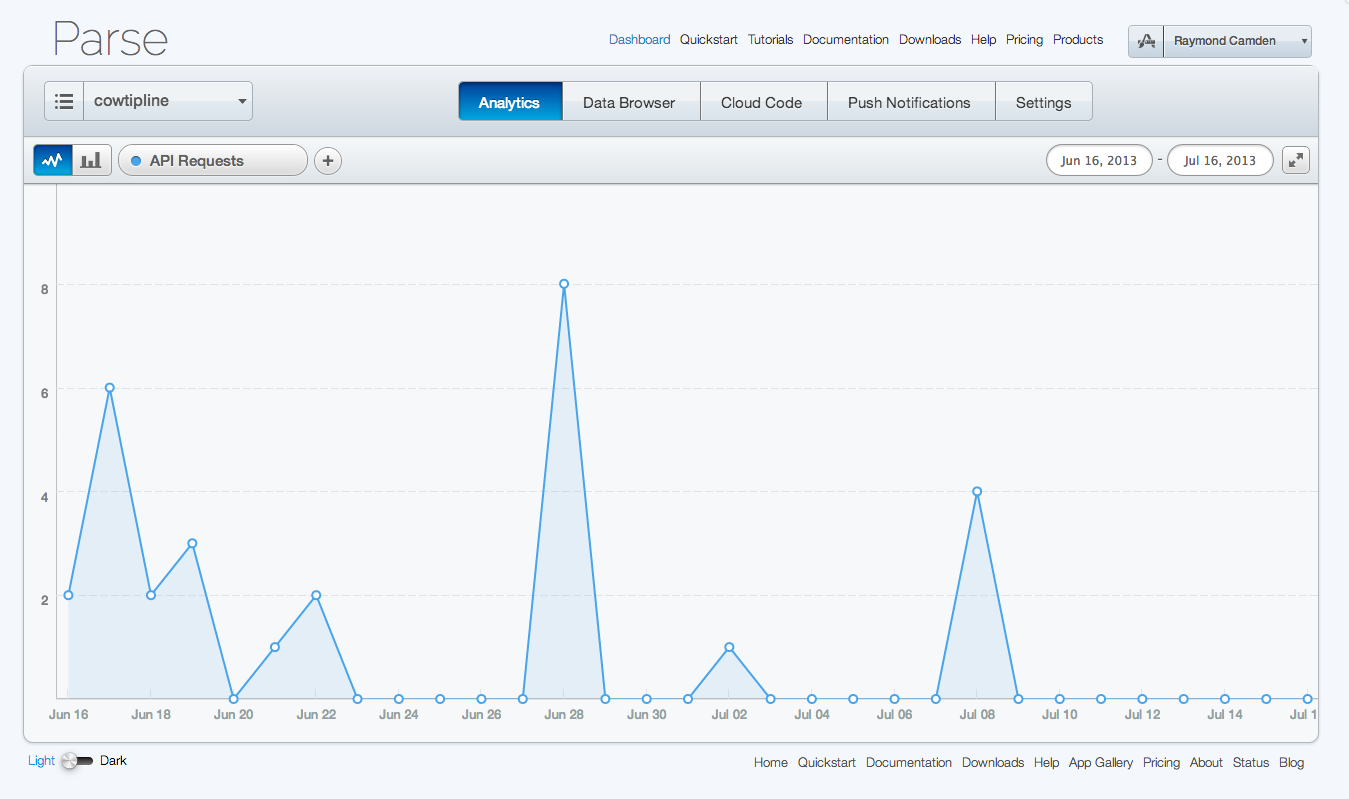 Parse
Dashboard Quickstart Tutorials Documentation Downloads Help Pricing Products
Raymond Camden
cowtipline
Analytics Data Browser Cloud Code Push Notifications Settings
API Requests + Jun 16, 2013 - Jul 16, 2013
8
6
4
2
Jun 16 Jun 18 Jun 20 Jun 22 Jun 24 Jun 26 Jun 28 Jun 30 Jul 02 Jul 04 Jul 06 Jul 08 Jul 10 Jul 12 Jul 14 Jul 1
Light Dark
Home Quickstart Documentation Downloads Help App Gallery Pricing About Status Blog